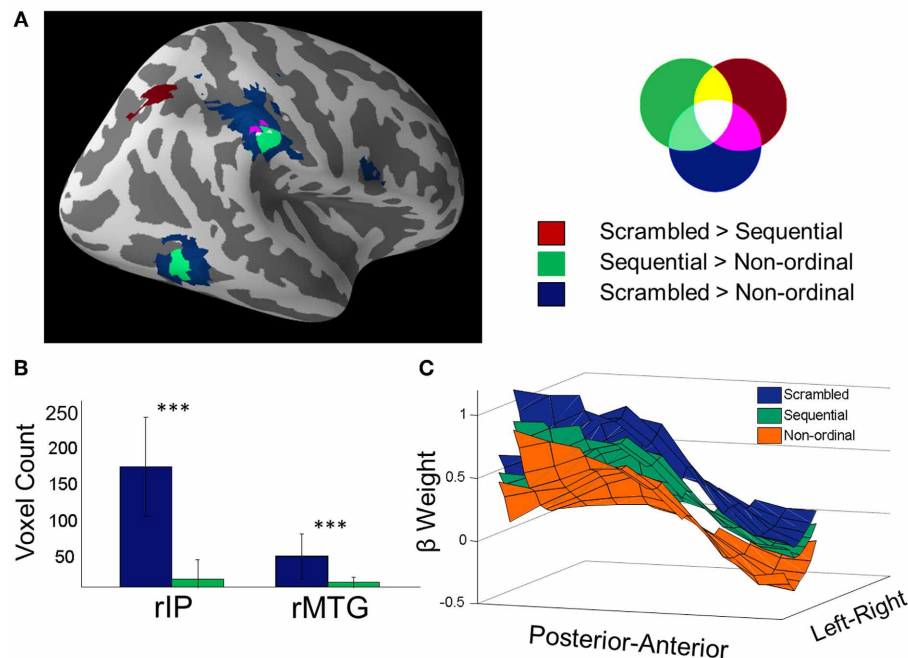 A
Scrambled > Sequential
Sequential > Non-ordinal
Scrambled > Non-ordinal
B
Voxel Count
250
200
150
100
50
***
***
rIP
rMTG
C
β Weight
1
0.5
0
-0.5
Scrambled
Sequential
Non-ordinal
Posterior-Anterior
Left-Right